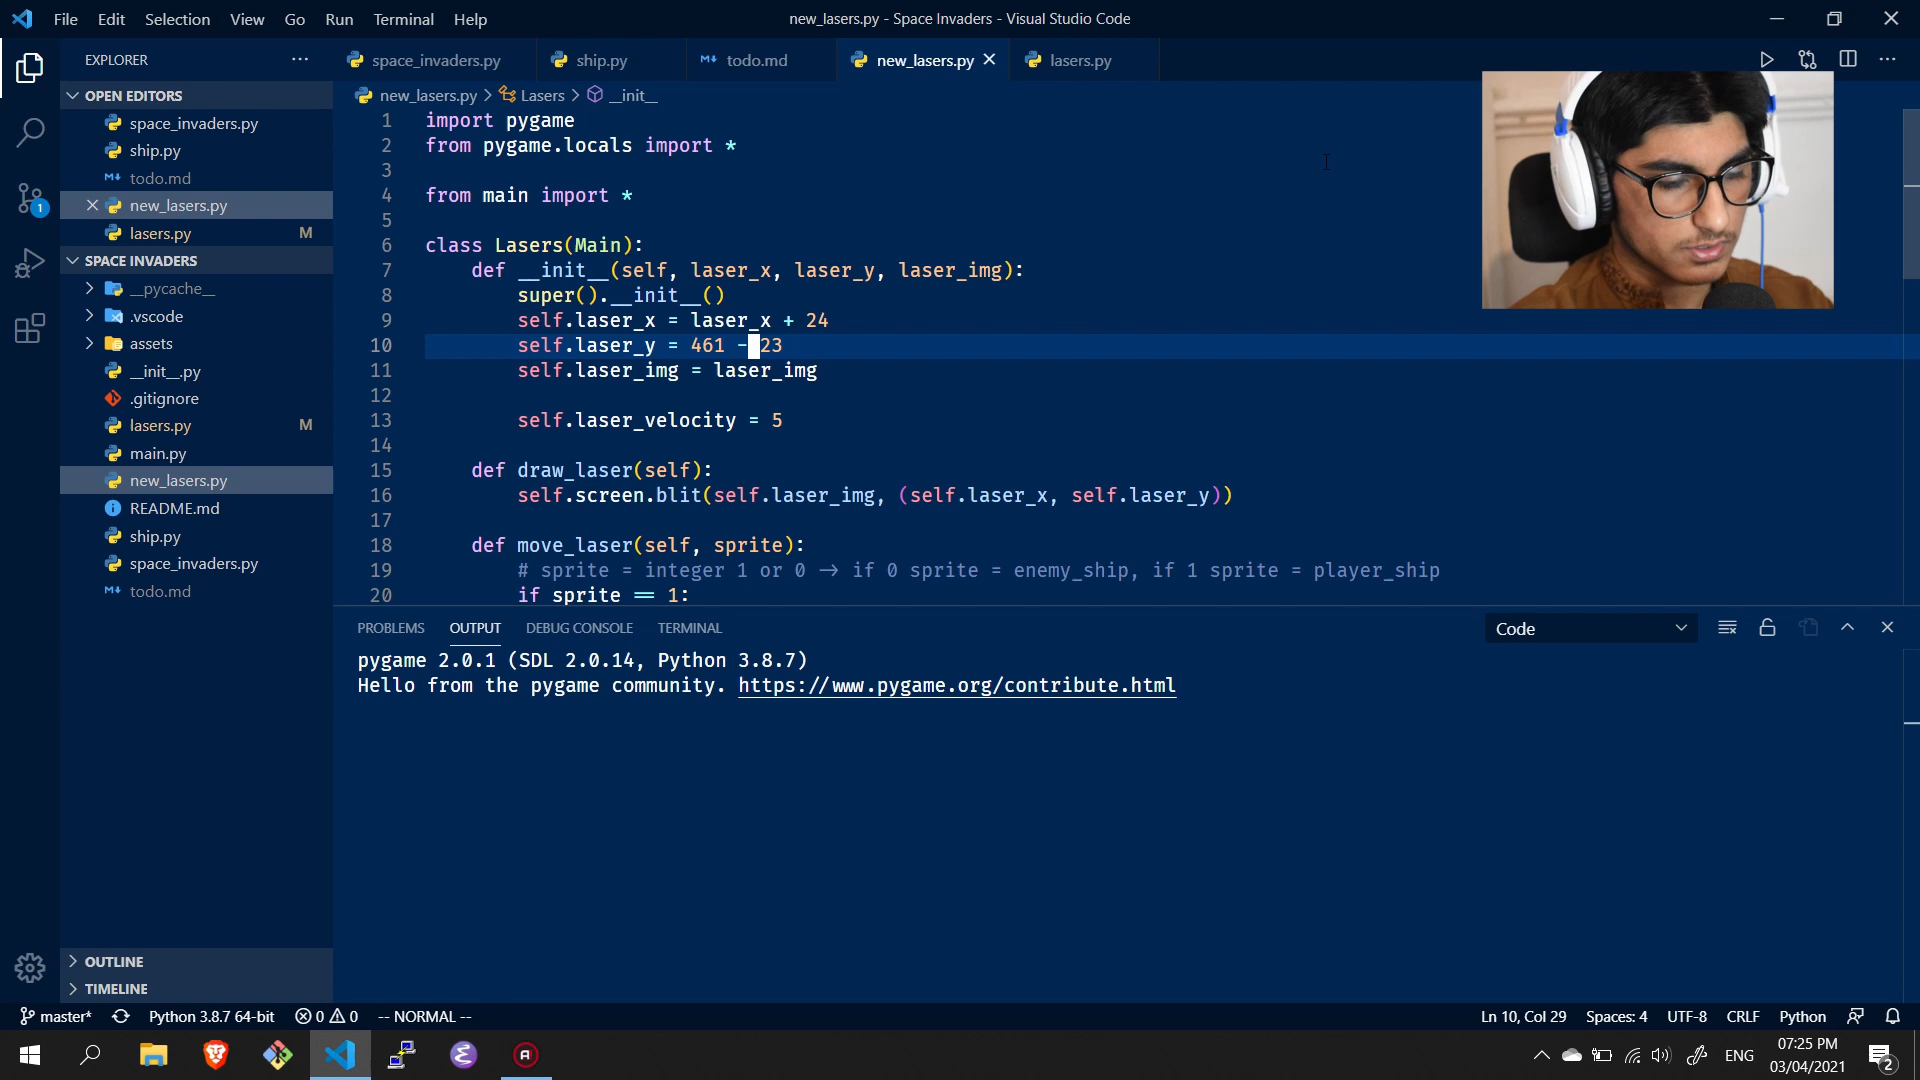 File Edit Selection View Go Run Terminal Help
new_lasers.py - Space Invaders - Visual Studio Code
EXPLORER
space_invaders.py
ship.py
todo.md
new_lasers.py
lasers.py
OPEN EDITORS
space_invaders.py
ship.py
todo.md
new_lasers.py
lasers.py M
SPACE INVADERS
__pycache__
.vscode
assets
__init__.py
.gitignore
lasers.py M
main.py
new_lasers.py
README.md
ship.py
space_invaders.py
todo.md
OUTLINE
TIMELINE
1
new_lasers.py > Lasers > __init__
1 import pygame
2 from pygame.locals import *
3
4 from main import *
5
6 class Lasers(Main):
7 def __init__(self, laser_x, laser_y, laser_img):
8 super().__init__()
9 self.laser_x = laser_x + 24
10 self.laser_y = 461 - 23
11 self.laser_img = laser_img
12
13 self.laser_velocity = 5
14
15 def draw_laser(self):
16 self.screen.blit(self.laser_img, (self.laser_x, self.laser_y))
17
18 def move_laser(self, sprite):
19 # sprite = integer 1 or 0 -> if 0 sprite = enemy_ship, if 1 sprite = player_ship
20 if sprite == 1:
PROBLEMS OUTPUT DEBUG CONSOLE TERMINAL
Code
pygame 2.0.1 (SDL 2.0.14, Python 3.8.7)
Hello from the pygame community. https://www.pygame.org/contribute.html
master* Python 3.8.7 64-bit 0 0 -- NORMAL --
Ln 10, Col 29 Spaces: 4 UTF-8 CRLF Python
ENG
07:25 PM
03/04/2021
2